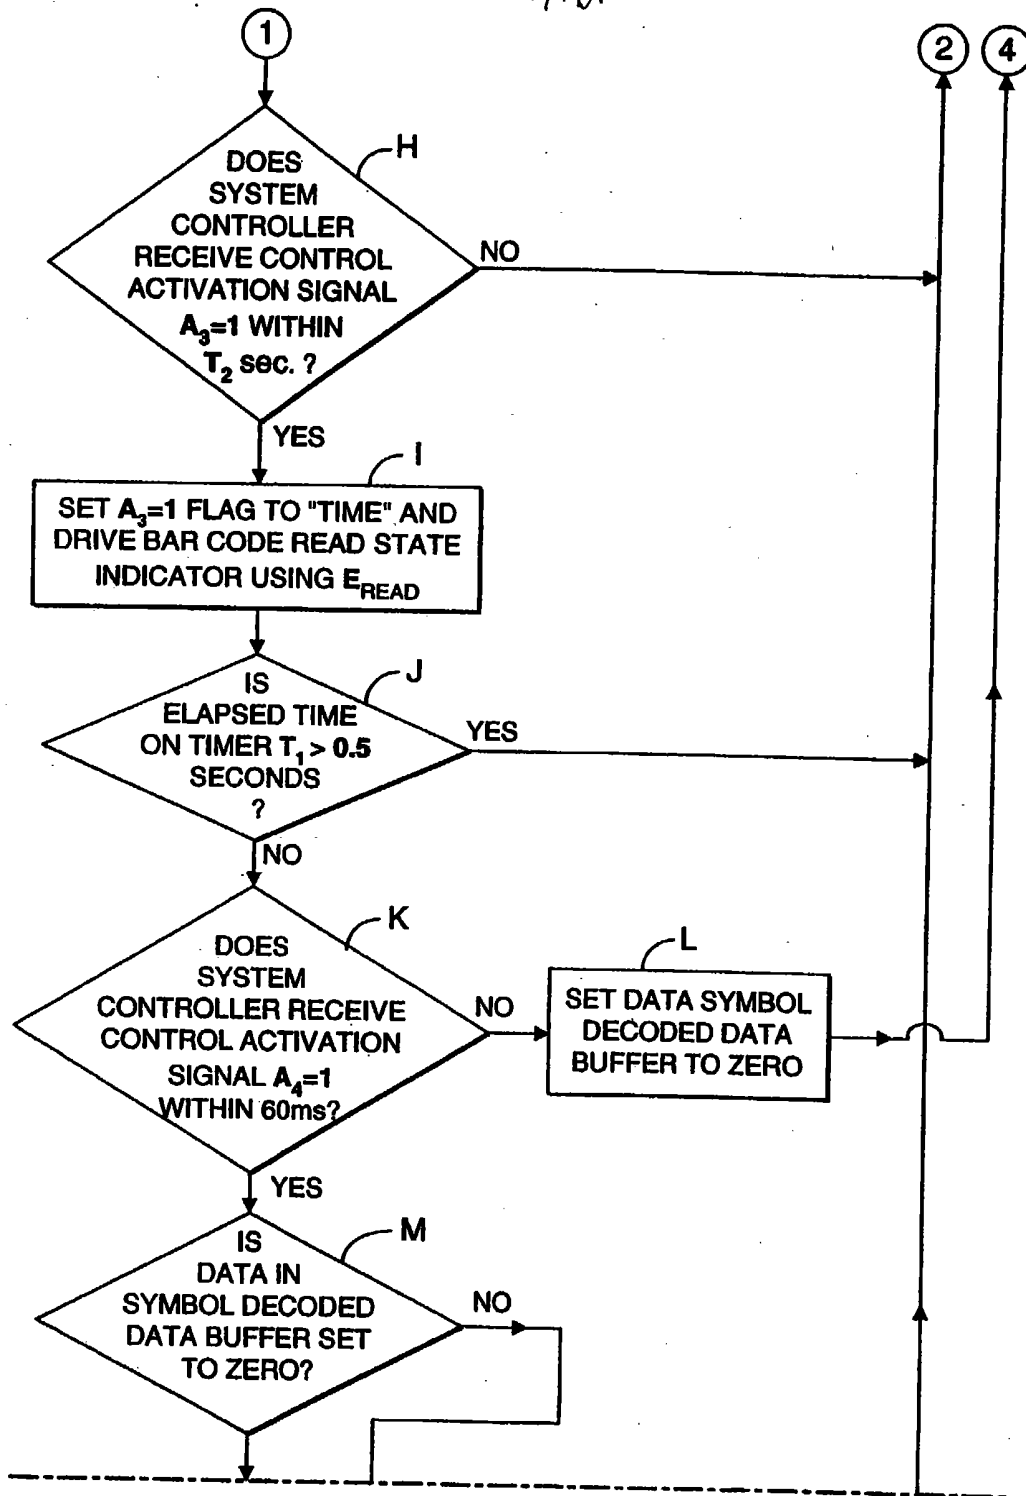 1
2
4
H
DOES
SYSTEM
CONTROLLER
RECEIVE CONTROL
ACTIVATION SIGNAL
A₃=1 WITHIN
T₂ sec. ?
NO
YES
I
SET A₃=1 FLAG TO "TIME" AND
DRIVE BAR CODE READ STATE
INDICATOR USING E_READ
J
IS
ELAPSED TIME
ON TIMER T₁ > 0.5
SECONDS
?
YES
NO
K
DOES
SYSTEM
CONTROLLER RECEIVE
CONTROL ACTIVATION
SIGNAL A₄=1
WITHIN 60ms?
NO
L
SET DATA SYMBOL
DECODED DATA
BUFFER TO ZERO
YES
M
IS
DATA IN
SYMBOL DECODED
DATA BUFFER SET
TO ZERO?
NO